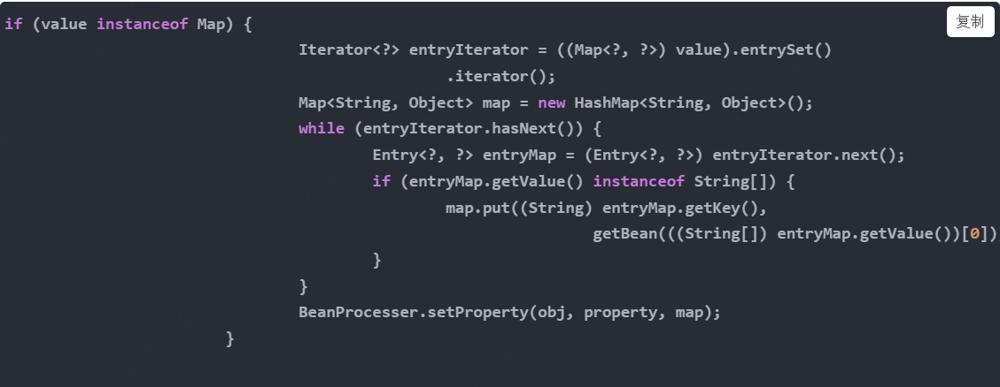 复制
if (value instanceof Map) {
Iterator<?> entryIterator = ((Map<?, ?>) value).entrySet()
.iterator();
Map<String, Object> map = new HashMap<String, Object>();
while (entryIterator.hasNext()) {
Entry<?, ?> entryMap = (Entry<?, ?>) entryIterator.next();
if (entryMap.getValue() instanceof String[]) {
map.put((String) entryMap.getKey(),
getBean(((String[]) entryMap.getValue())[0])
}
}
BeanProcesser.setProperty(obj, property, map);
}